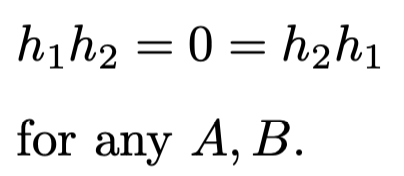 h₁h₂ = 0 = h₂h₁
for any A, B.